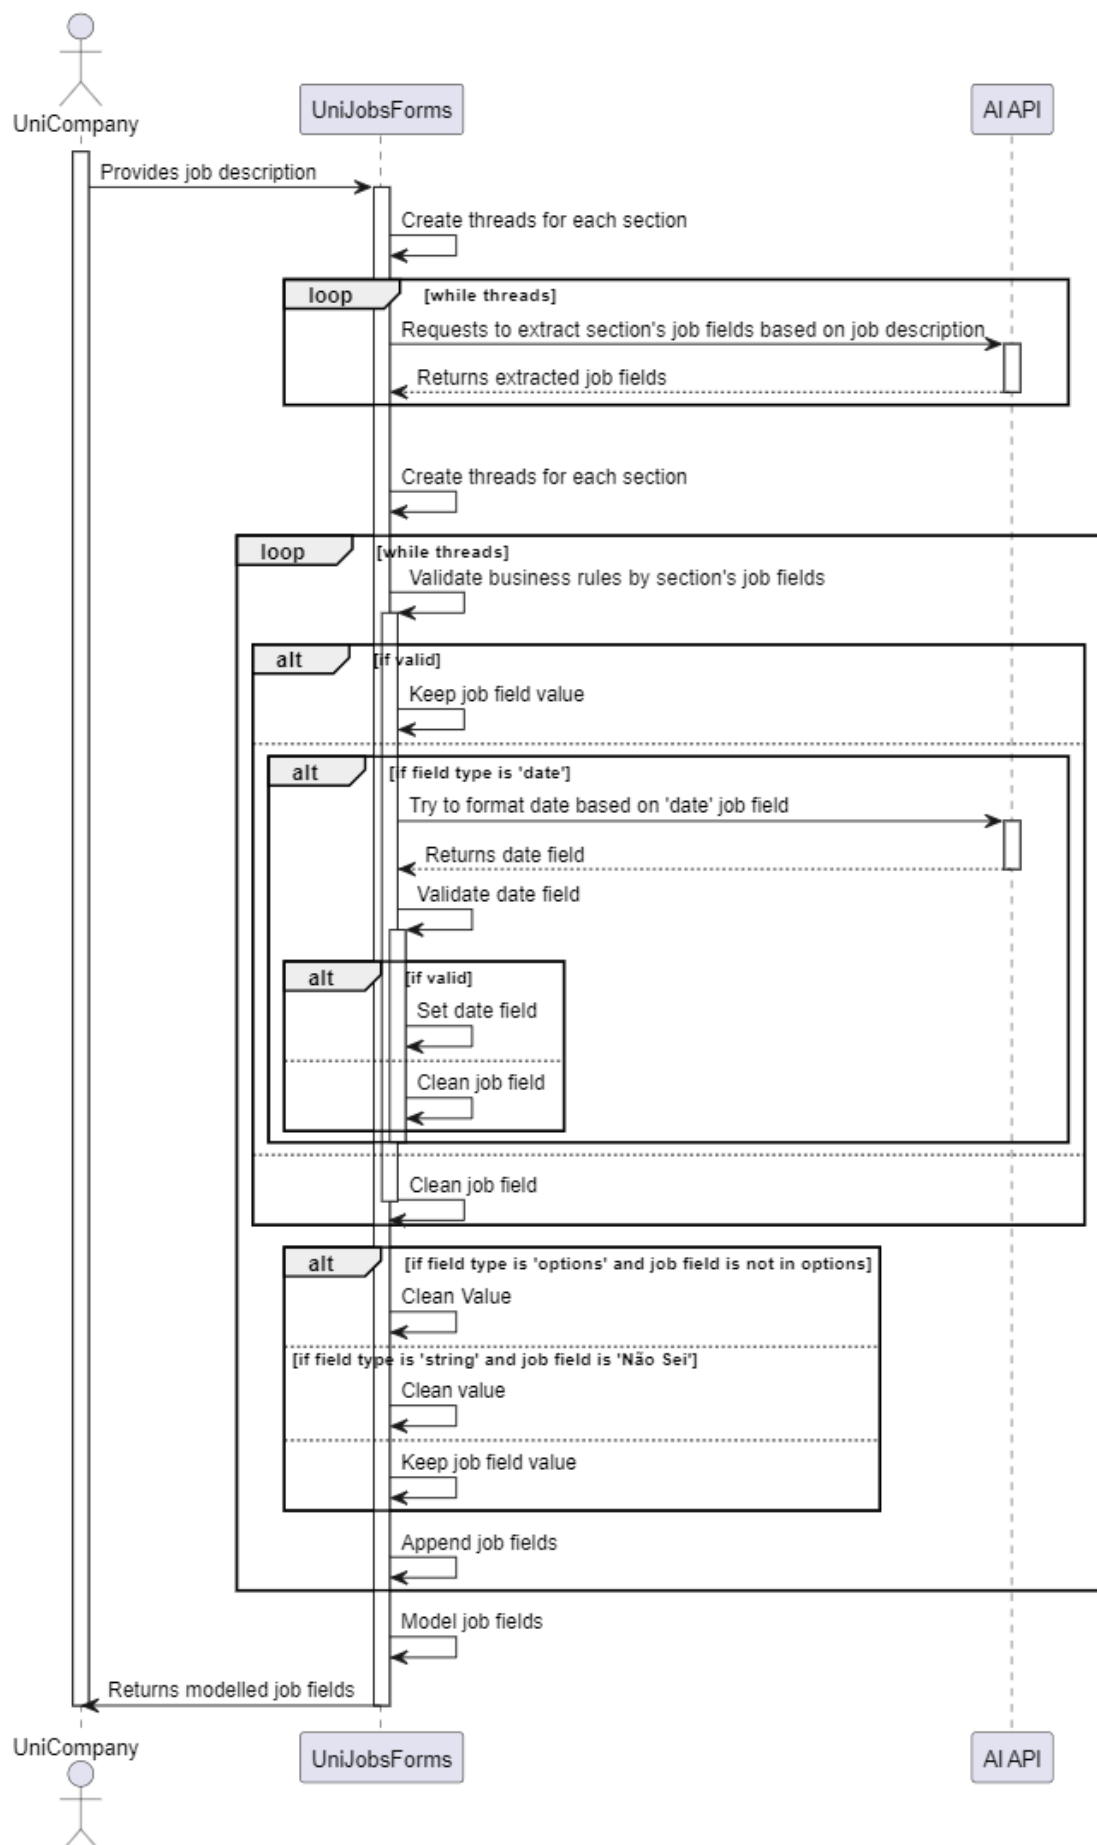 UniCompany
UniJobsForms
AI API
Provides job description
Create threads for each section
loop
[while threads]
Requests to extract section's job fields based on job description
Returns extracted job fields
Create threads for each section
loop
[while threads]
Validate business rules by section's job fields
alt
[if valid]
Keep job field value
alt
[if field type is 'date']
Try to format date based on 'date' job field
Returns date field
Validate date field
alt
[if valid]
Set date field
Clean job field
Clean job field
alt
[if field type is 'options' and job field is not in options]
Clean Value
[if field type is 'string' and job field is 'Não Sei']
Clean value
Keep job field value
Append job fields
Model job fields
Returns modelled job fields
UniCompany
UniJobsForms
AI API